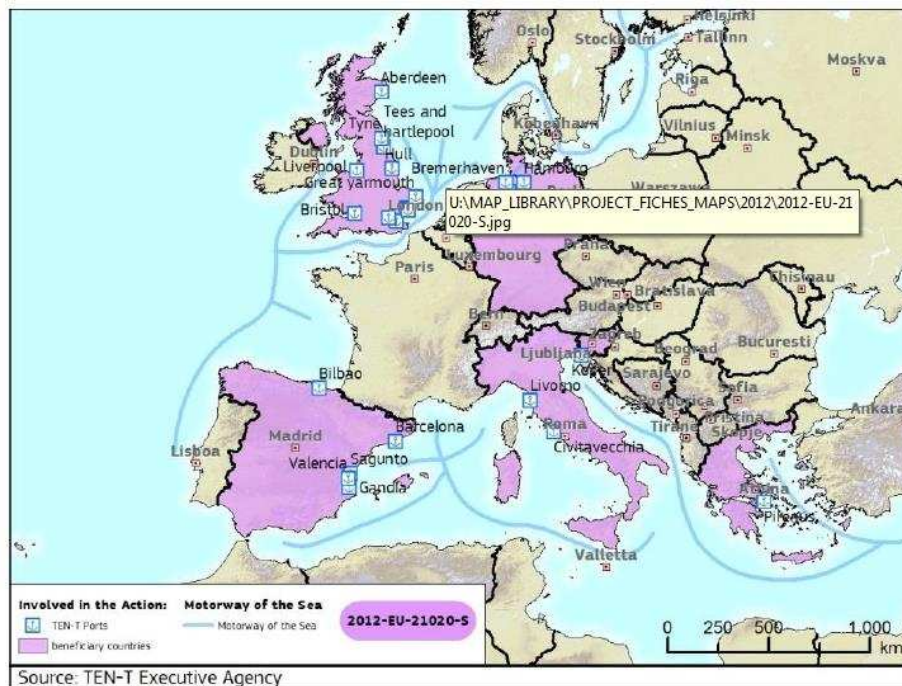 Helsinki
Oslo
Stockholm
Tallinn
Moskva
Riga
Aberdeen
Tees and
hartlepool
København
Vilnius
Minsk
Tyne
Dublin
Hull
Liverpool
Bremerhaven
Hamburg
Great yarmouth
Warszawa
London
Bristol
U:\MAP_LIBRARY\PROJECT_FICHES_MAPS\2012\2012-EU-21
020-S.jpg
Praha
Luxembourg
Paris
Chisinau
Wien
Bratislava
Budapest
Bern
Zagreb
Ljubljana
Bucuresti
Beograd
Koper
Sarajevo
Bilbao
Livorno
Sofia
Podgorica
Pristina
Ankara
Barcelona
Roma
Tirane
Skopje
Madrid
Civitavecchia
Lisboa
Valencia
Sagunto
Gandia
Athina
Piraeus
Valletta
Involved in the Action:
Motorway of the Sea
TEN-T Ports
Motorway of the Sea
2012-EU-21020-S
beneficiary countries
0 250 500 1,000
km
Source: TEN-T Executive Agency